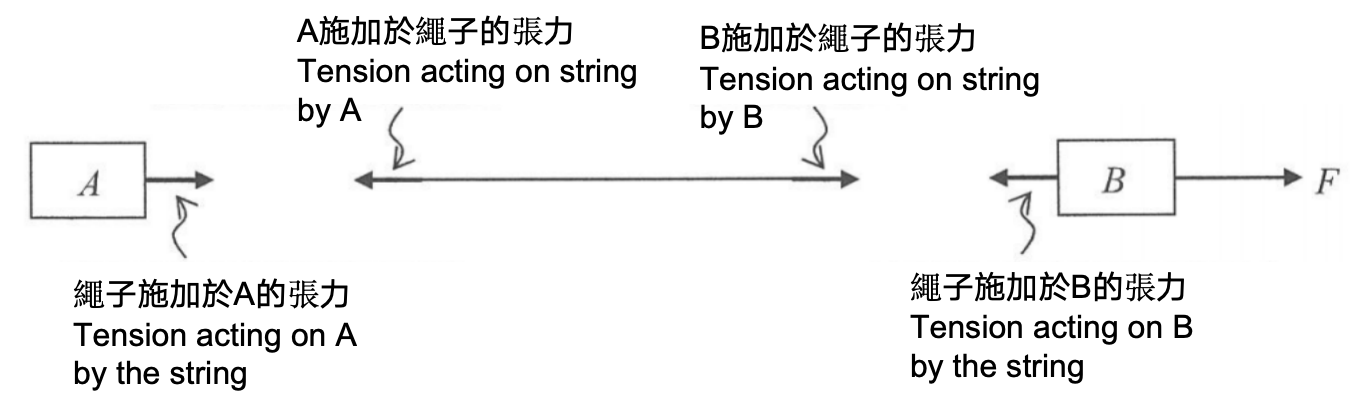 A施加於繩子的張力
Tension acting on string
by A
B施加於繩子的張力
Tension acting on string
by B
A
B
F
繩子施加於A的張力
Tension acting on A
by the string
繩子施加於B的張力
Tension acting on B
by the string